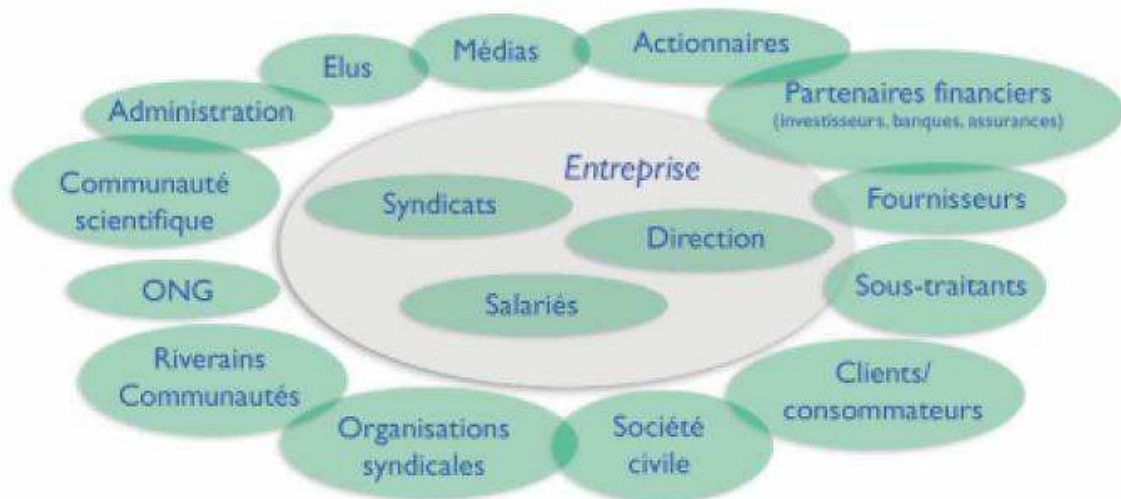 Médias
Actionnaires
Elus
Partenaires financiers
(investisseurs, banques, assurances)
Administration
Entreprise
Communauté
scientifique
Syndicats
Fournisseurs
Direction
ONG
Salariés
Sous-traitants
Riverains
Communautés
Clients/
consommateurs
Organisations
syndicales
Société
civile